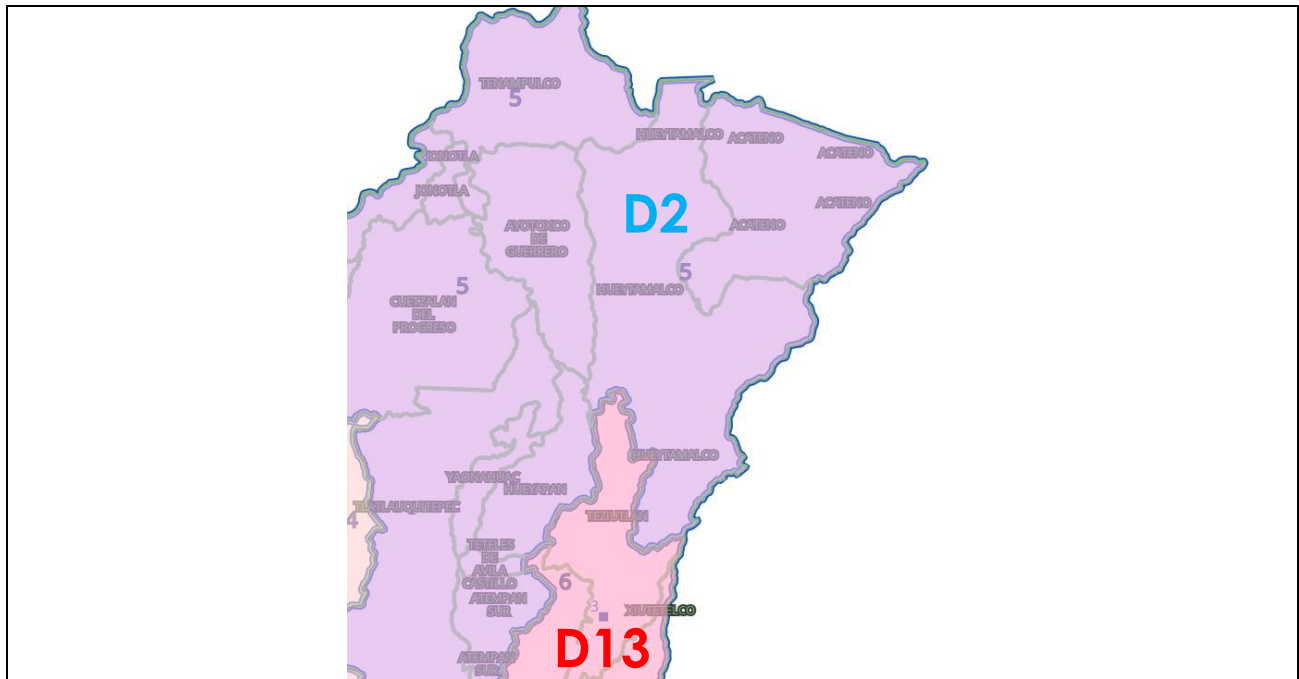 TENAMPULCO
5
HUEYTAMALCO
ACATENO
ACATENO
JONOTLA
JONOTLA
ACATENO
D2
AYOTOXCO
DE
GUERRERO
ACATENO
5
5
HUEYTAMALCO
CUETZALAN
DEL
PROGRESO
HUEYTAMALCO
YAONAHUAC
HUEYAPAN
TLATLAUQUITEPEC
4
TEZIUTLAN
TETELES
DE
AVILA
CASTILLO
6
ATEMPAN
SUR
3
XIUTETELCO
D13
ATEMPAN
SUR